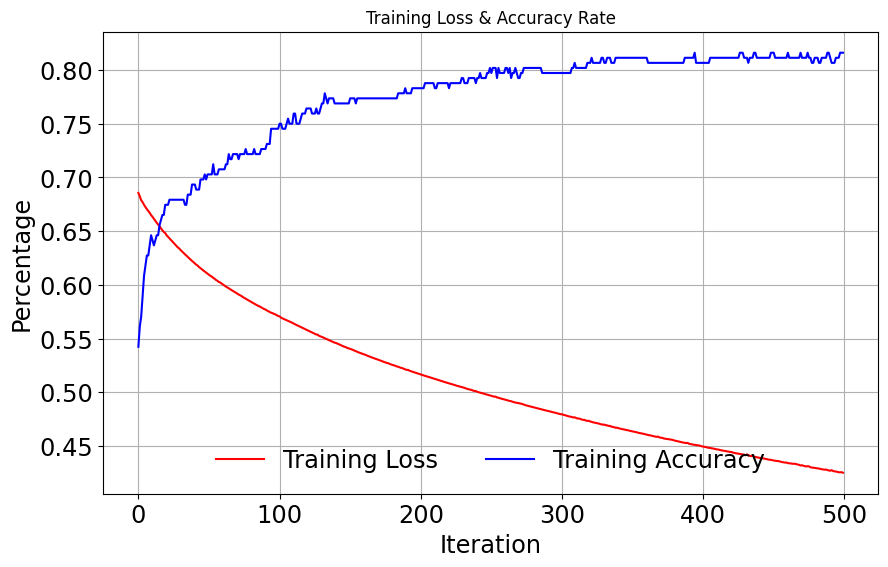 Training Loss & Accuracy Rate
0.80
0.75
0.70
0.65
0.60
0.55
0.50
0.45
Percentage
Training Loss
Training Accuracy
0 100 200 300 400 500
Iteration